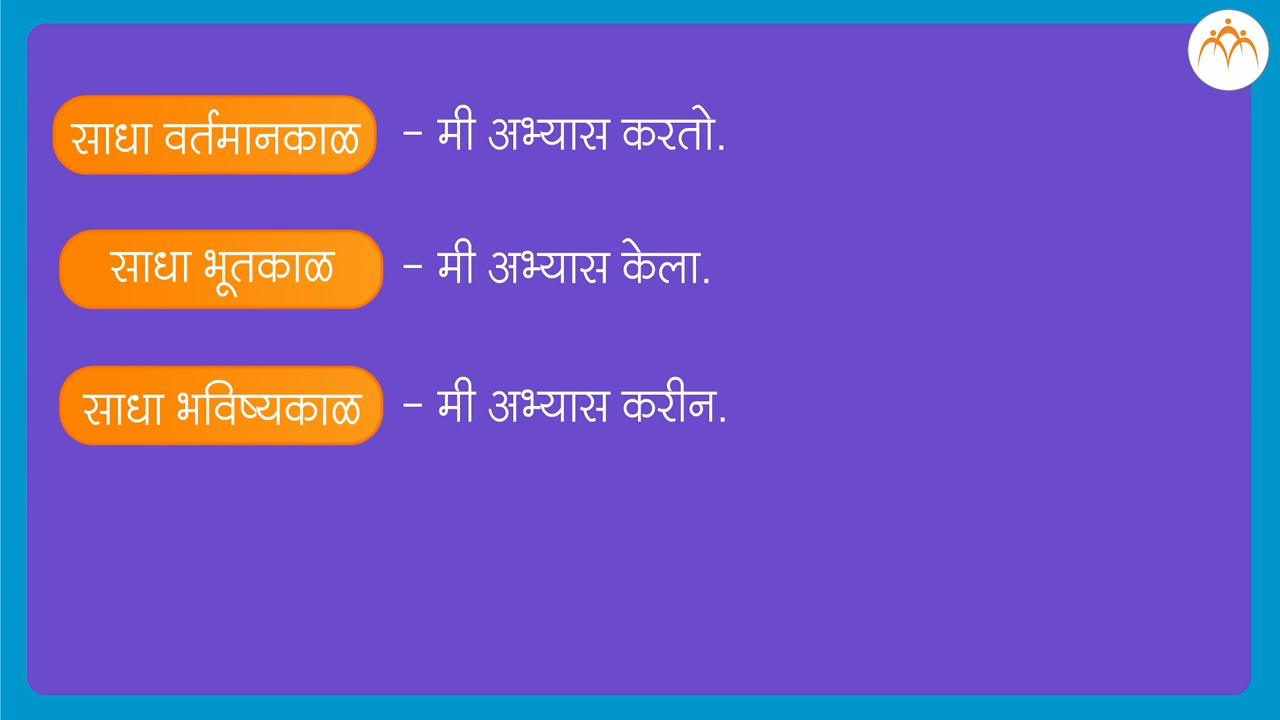 साधा वर्तमानकाळ - मी अभ्यास करतो.
साधा भूतकाळ - मी अभ्यास केला.
साधा भविष्यकाळ - मी अभ्यास करीन.